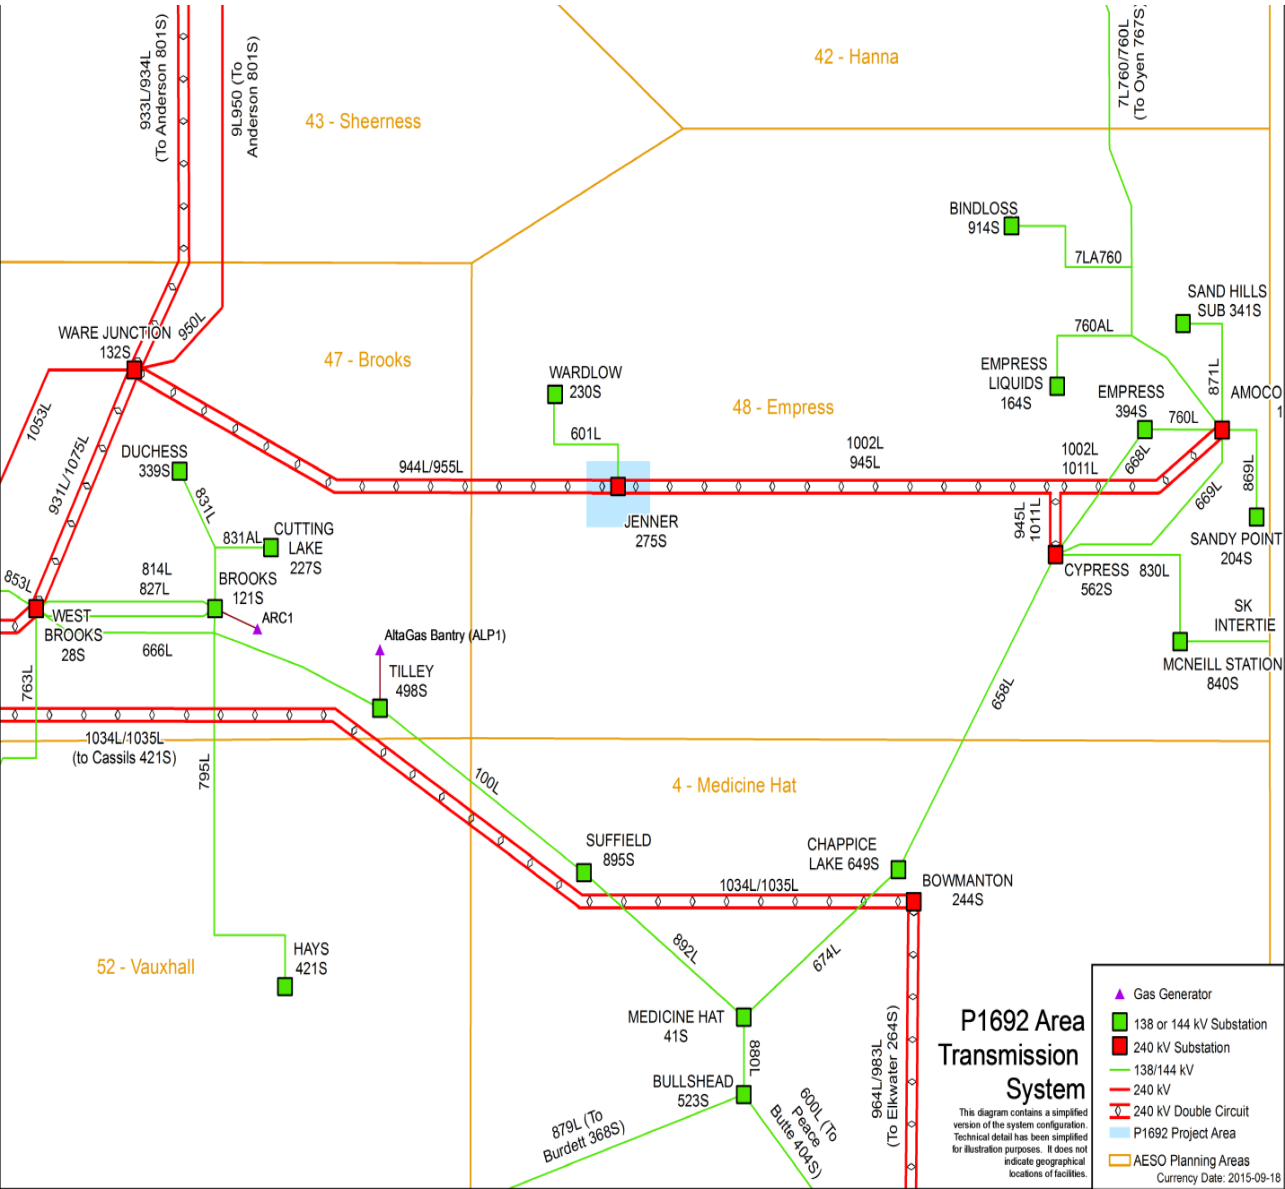 933L/934L
(To Anderson 801S)
9L950 (To
Anderson 801S)
42 - Hanna
7L760/760L
(To Oyen 767S)
43 - Sheerness
BINDLOSS
914S
7LA760
SAND HILLS
SUB 341S
950L
WARE JUNCTION
132S
760AL
47 - Brooks
WARDLOW
230S
EMPRESS
LIQUIDS
164S
871L
EMPRESS
394S
AMOCO
1
48 - Empress
1053L
760L
601L
DUCHESS
339S
931L/1075L
944L/955L
1002L
945L
1002L
1011L
668L
669L
869L
831L
831AL
CUTTING
LAKE
227S
JENNER
275S
945L
1011L
SANDY POINT
204S
853L
814L
827L
BROOKS
121S
ARC1
CYPRESS
562S
830L
WEST
BROOKS
28S
666L
AltaGas Bantry (ALP1)
SK
INTERTIE
TILLEY
498S
MCNEILL STATION
840S
763L
658L
1034L/1035L
(to Cassils 421S)
795L
100L
4 - Medicine Hat
SUFFIELD
895S
CHAPPICE
LAKE 649S
1034L/1035L
BOWMANTON
244S
892L
674L
HAYS
421S
52 - Vauxhall
MEDICINE HAT
41S
880L
BULLSHEAD
523S
879L (To
Burdett 368S)
600L (To
Peace
Butte 404S)
964L/983L
(To Elkwater 264S)
P1692 Area
Transmission
System
This diagram contains a simplified
version of the system configuration.
Technical detail has been simplified
for illustration purposes. It does not
indicate geographical
locations of facilities.
Gas Generator
138 or 144 kV Substation
240 kV Substation
138/144 kV
240 kV
240 kV Double Circuit
P1692 Project Area
AESO Planning Areas
Currency Date: 2015-09-18